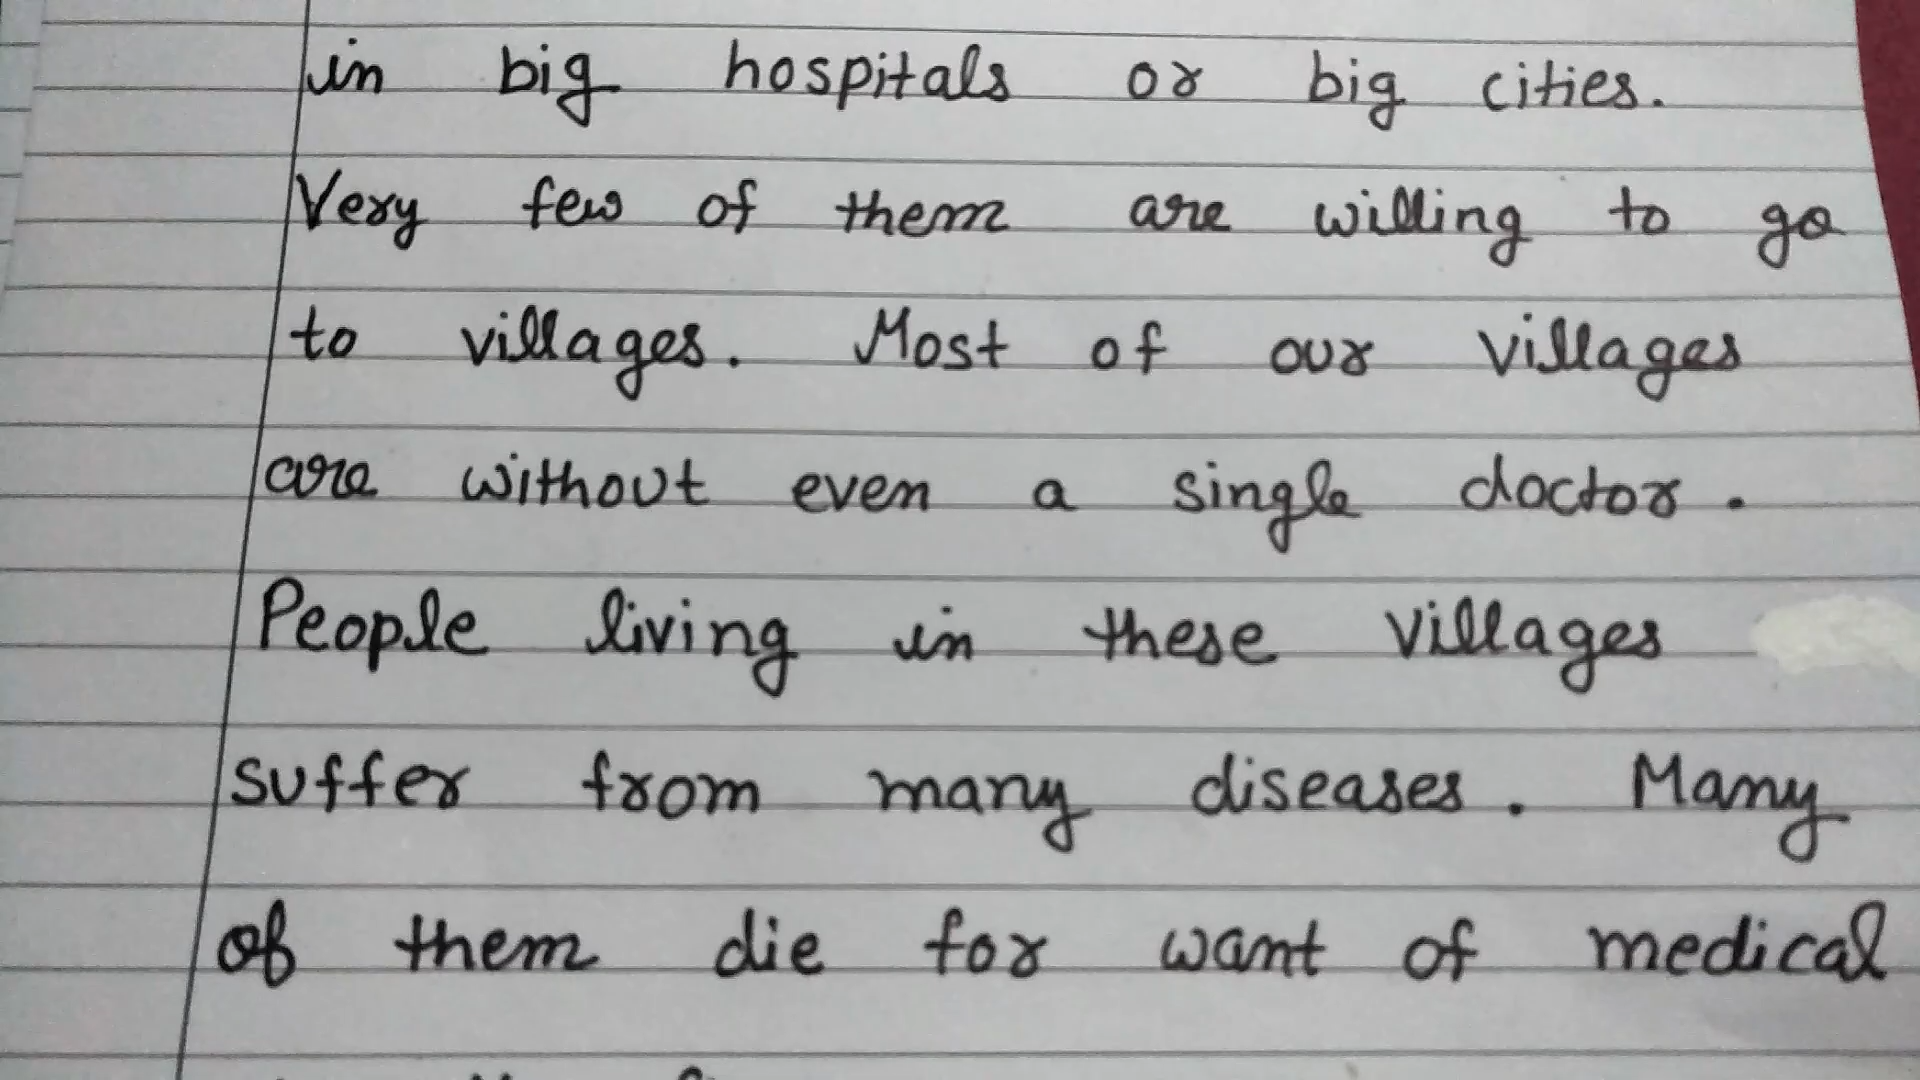 in big hospitals or big cities.
Very few of them are willing to go
to villages. Most of our villages
are without even a single doctor.
People living in these villages
suffer from many diseases. Many
of them die for want of medical